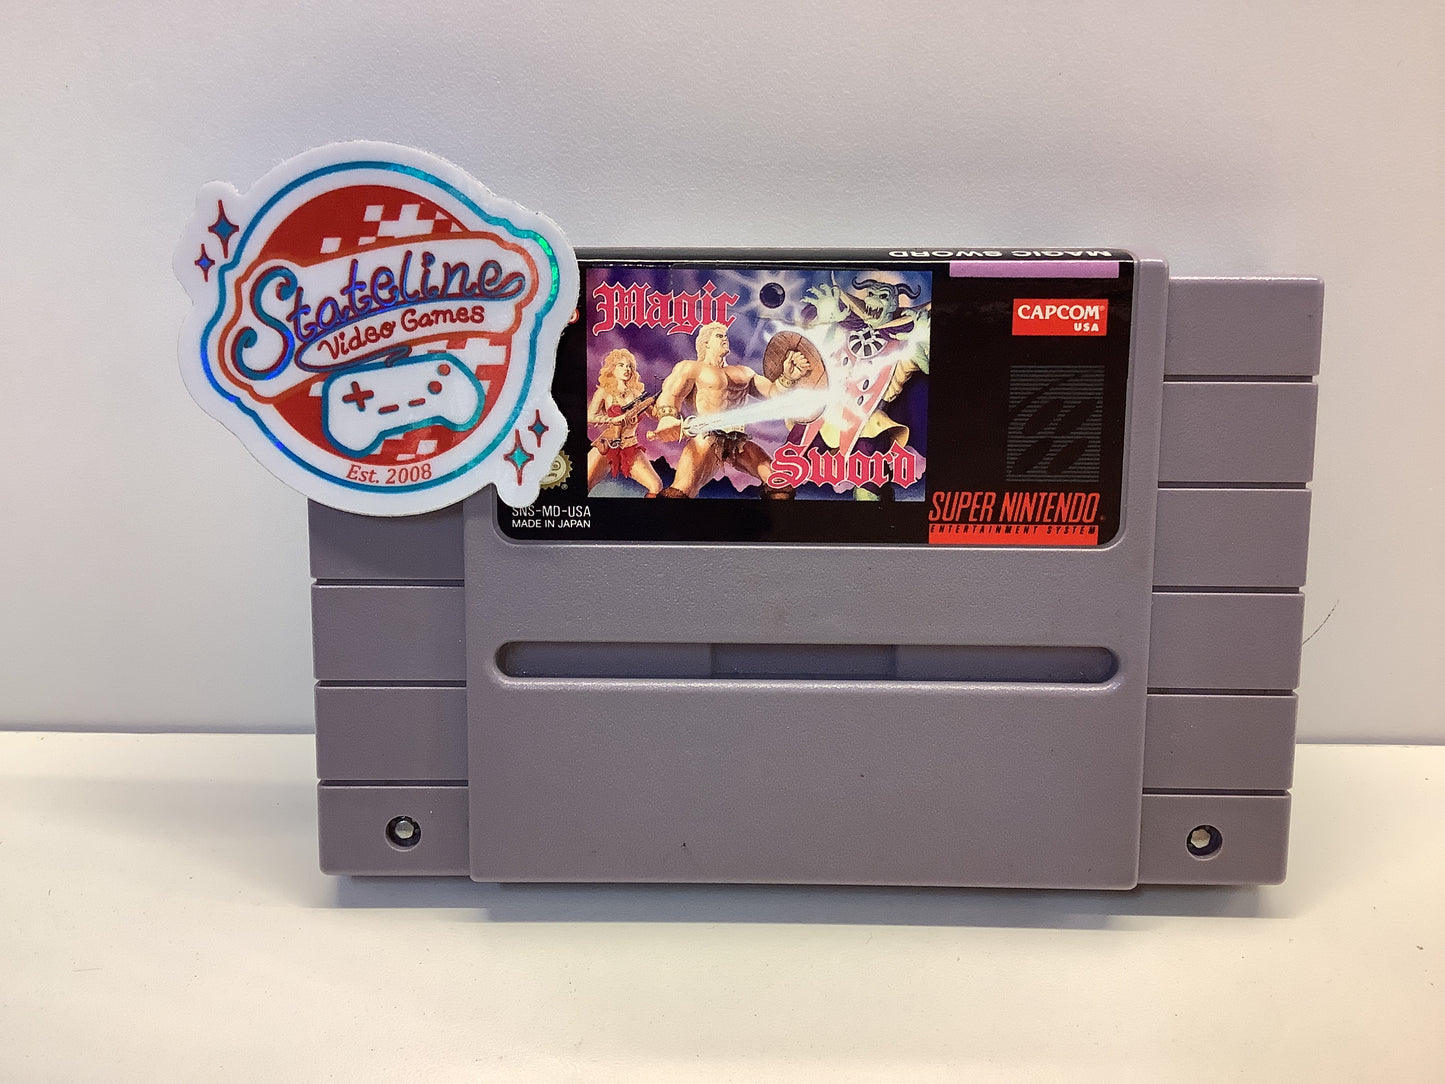 Stateline
Video Games
Est. 2008
MAGIC SWORD
Magic
Sword
CAPCOM
USA
SNS-MD-USA
MADE IN JAPAN
SUPER NINTENDO
ENTERTAINMENT SYSTEM